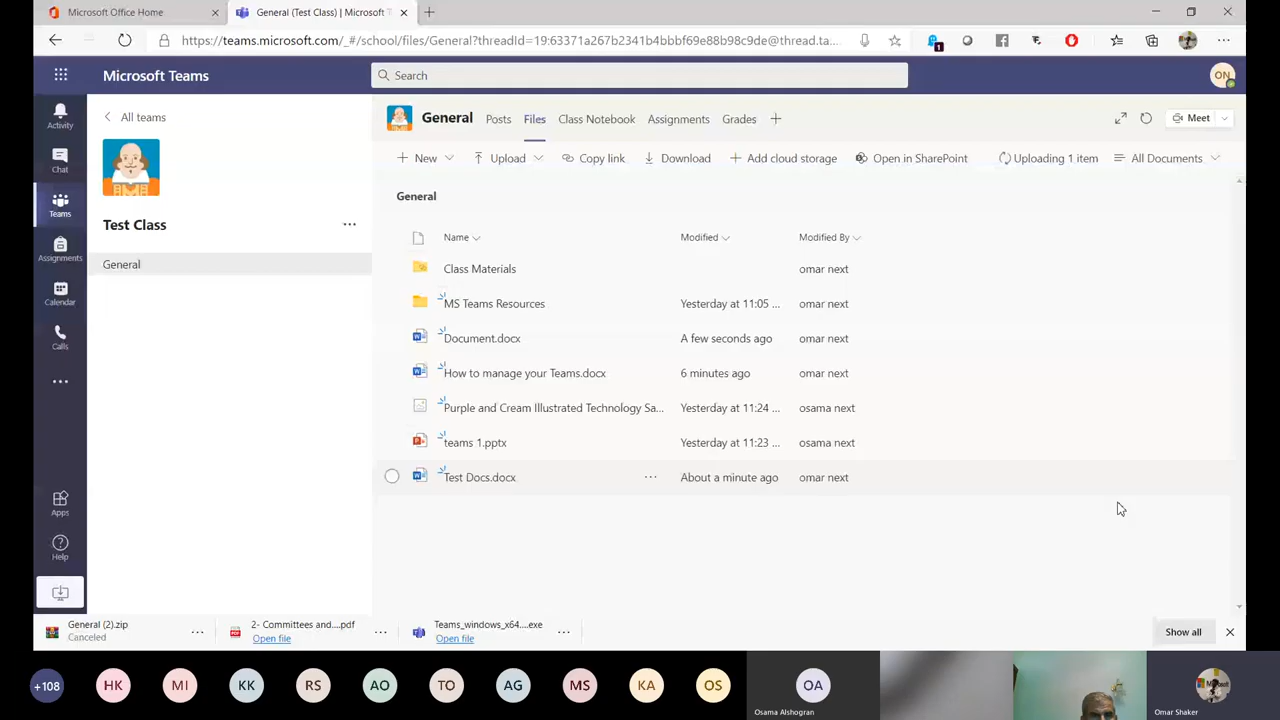 Microsoft Office Home
General (Test Class) | Microsoft T
https://teams.microsoft.com/_#/school/files/General?threadId=19:63371a267b2341b4bbbf69e88b98c9de@thread.ta...
1
Microsoft Teams
Search
ON
Activity
Chat
Teams
Assignments
Calendar
Calls
Apps
Help
All teams
Test Class
General
General
Posts
Files
Class Notebook
Assignments
Grades
Meet
New
Upload
Copy link
Download
Add cloud storage
Open in SharePoint
Uploading 1 item
All Documents
General
Name
Modified
Modified By
Class Materials
omar next
MS Teams Resources
Yesterday at 11:05 ...
omar next
Document.docx
A few seconds ago
omar next
How to manage your Teams.docx
6 minutes ago
omar next
Purple and Cream Illustrated Technology Sa...
Yesterday at 11:24 ...
osama next
teams 1.pptx
Yesterday at 11:23 ...
osama next
Test Docs.docx
About a minute ago
omar next
General (2).zip
Canceled
2- Committees and....pdf
Open file
Teams_windows_x64....exe
Open file
Show all
+108
HK
MI
KK
RS
AO
TO
AG
MS
KA
OS
OA
Osama Alshogran
Omar Shaker